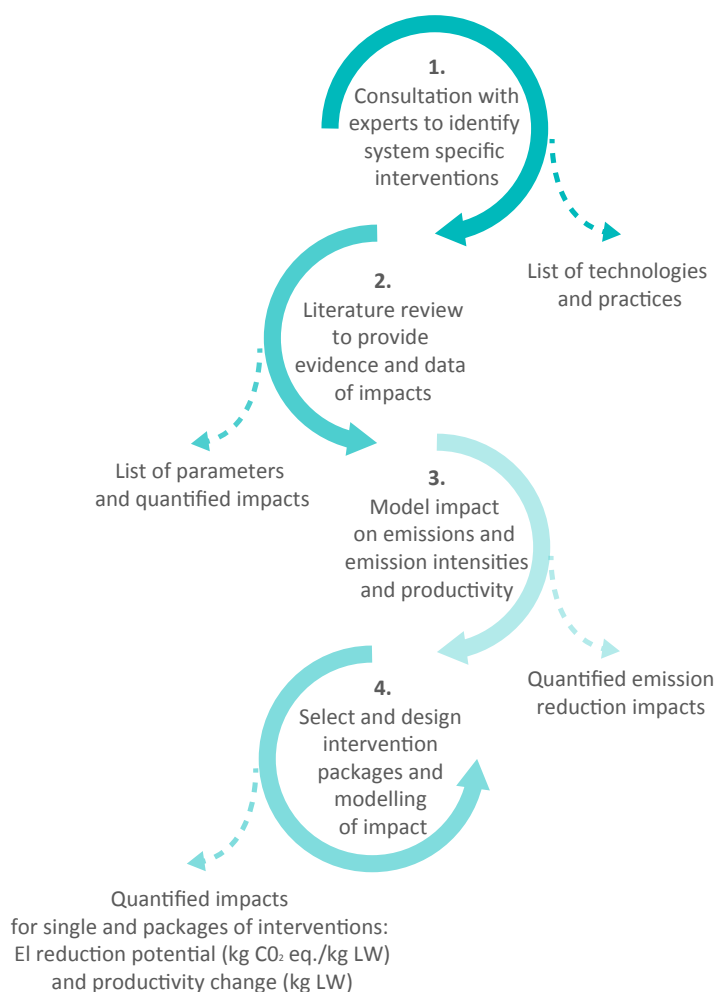 1.
Consultation with
experts to identify
system specific
interventions
List of technologies
and practices
2.
Literature review
to provide
evidence and data
of impacts
List of parameters
and quantified impacts
3.
Model impact
on emissions and
emission intensities
and productivity
Quantified emission
reduction impacts
4.
Select and design
intervention
packages and
modelling
of impact
Quantified impacts
for single and packages of interventions:
EI reduction potential (kg C0₂ eq./kg LW)
and productivity change (kg LW)